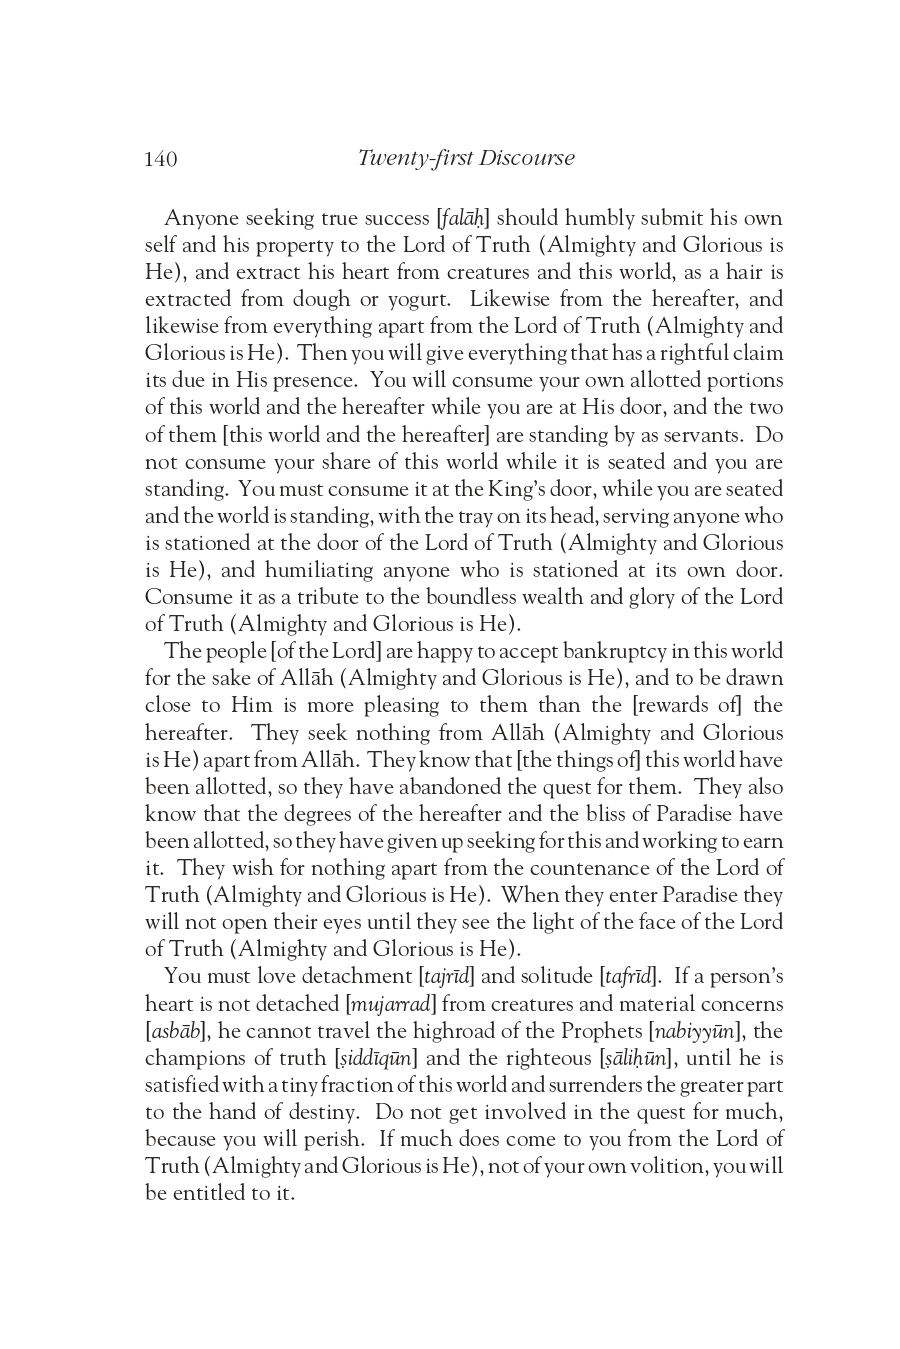 140
Twenty-first Discourse
Anyone seeking true success [falāḥ] should humbly submit his own
self and his property to the Lord of Truth (Almighty and Glorious is
He), and extract his heart from creatures and this world, as a hair is
extracted from dough or yogurt. Likewise from the hereafter, and
likewise from everything apart from the Lord of Truth (Almighty and
Glorious is He). Then you will give everything that has a rightful claim
its due in His presence. You will consume your own allotted portions
of this world and the hereafter while you are at His door, and the two
of them [this world and the hereafter] are standing by as servants. Do
not consume your share of this world while it is seated and you are
standing. You must consume it at the King’s door, while you are seated
and the world is standing, with the tray on its head, serving anyone who
is stationed at the door of the Lord of Truth (Almighty and Glorious
is He), and humiliating anyone who is stationed at its own door.
Consume it as a tribute to the boundless wealth and glory of the Lord
of Truth (Almighty and Glorious is He).
The people [of the Lord] are happy to accept bankruptcy in this world
for the sake of Allāh (Almighty and Glorious is He), and to be drawn
close to Him is more pleasing to them than the [rewards of] the
hereafter. They seek nothing from Allāh (Almighty and Glorious
is He) apart from Allāh. They know that [the things of] this world have
been allotted, so they have abandoned the quest for them. They also
know that the degrees of the hereafter and the bliss of Paradise have
been allotted, so they have given up seeking for this and working to earn
it. They wish for nothing apart from the countenance of the Lord of
Truth (Almighty and Glorious is He). When they enter Paradise they
will not open their eyes until they see the light of the face of the Lord
of Truth (Almighty and Glorious is He).
You must love detachment [tajrīd] and solitude [tafrīd]. If a person’s
heart is not detached [mujarrad] from creatures and material concerns
[asbāb], he cannot travel the highroad of the Prophets [nabiyyūn], the
champions of truth [ṣiddīqūn] and the righteous [ṣāliḥūn], until he is
satisfied with a tiny fraction of this world and surrenders the greater part
to the hand of destiny. Do not get involved in the quest for much,
because you will perish. If much does come to you from the Lord of
Truth (Almighty and Glorious is He), not of your own volition, you will
be entitled to it.